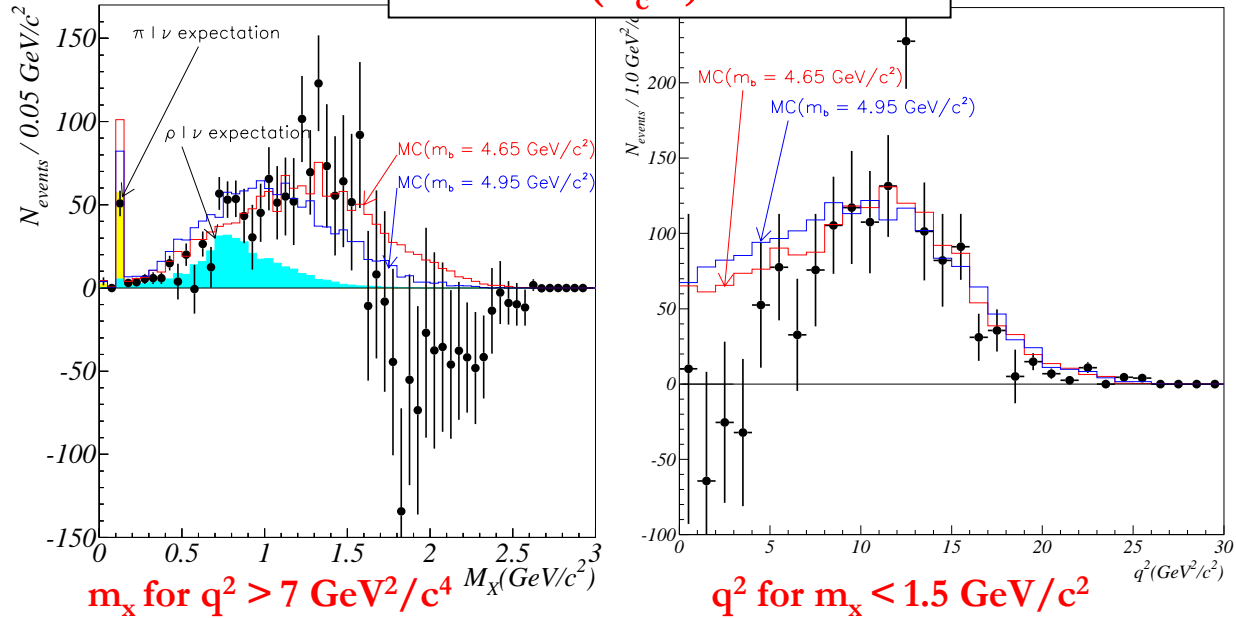 N_events / 0.05 GeV/c²
150
100
50
0
-50
-100
-150
0
0.5
1
1.5
2
2.5
3
M_X(GeV/c²)
π l ν expectation
ρ l ν expectation
MC(m_b = 4.65 GeV/c²)
MC(m_b = 4.95 GeV/c²)
m_x for q² > 7 GeV²/c⁴
N_events / 1.0 GeV²/c
200
150
100
50
0
-50
-100
0
5
10
15
20
25
30
q²(GeV²/c²)
MC(m_b = 4.65 GeV/c²)
MC(m_b = 4.95 GeV/c²)
q² for m_x < 1.5 GeV/c²